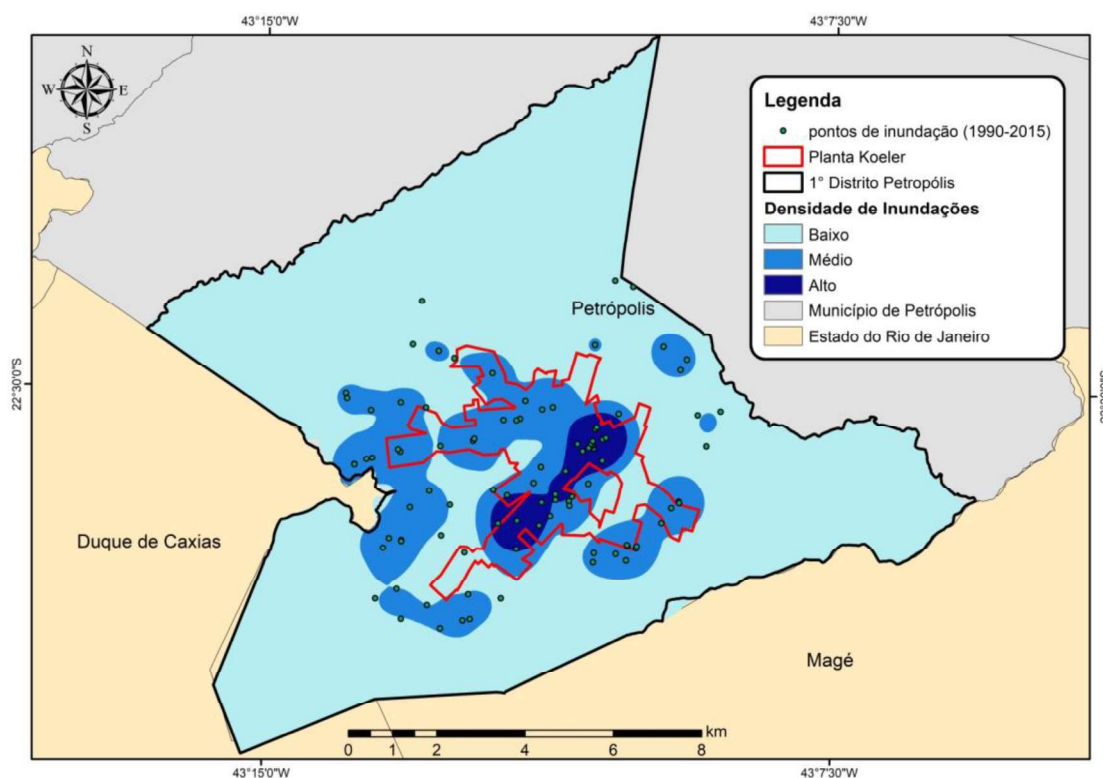 43°15'0"W
43°7'30"W
N
W E
S
Legenda
pontos de inundação (1990-2015)
Planta Koeler
1° Distrito Petropólis
Densidade de Inundações
Baixo
Médio
Alto
Município de Petrópolis
Estado do Rio de Janeiro
Petrópolis
22°30'0"S
Duque de Caxias
Magé
km
0 1 2 4 6 8
43°15'0"W
43°7'30"W